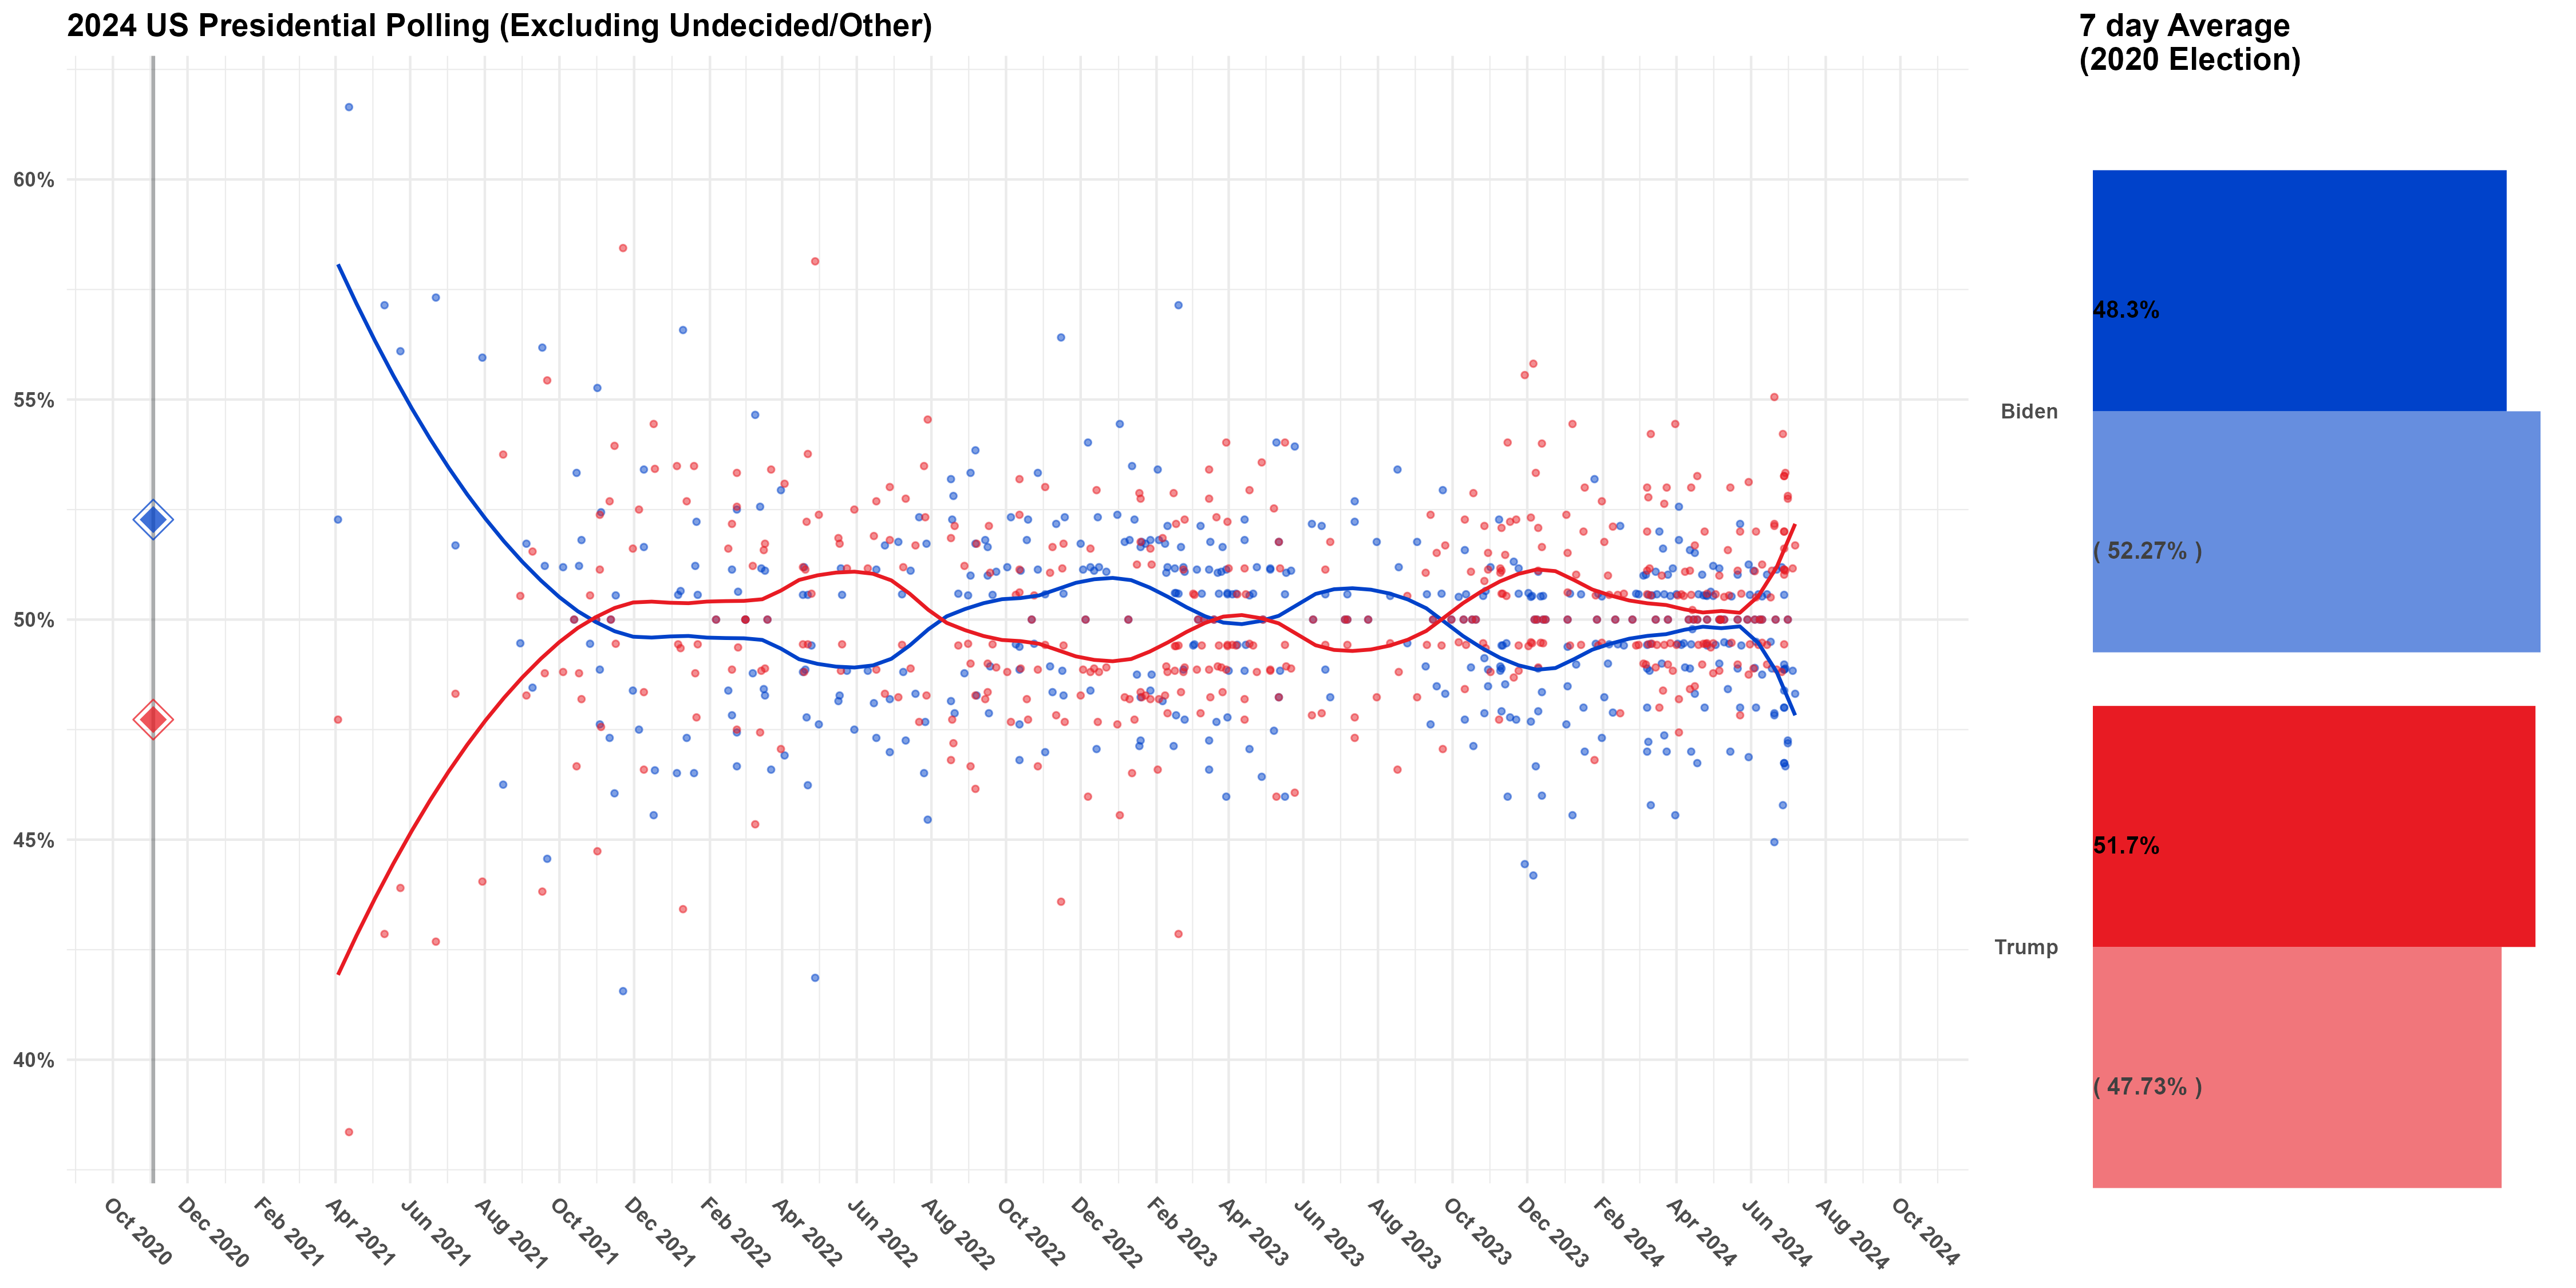 2024 US Presidential Polling (Excluding Undecided/Other)
60%
55%
50%
45%
40%
Oct 2020
Dec 2020
Feb 2021
Apr 2021
Jun 2021
Aug 2021
Oct 2021
Dec 2021
Feb 2022
Apr 2022
Jun 2022
Aug 2022
Oct 2022
Dec 2022
Feb 2023
Apr 2023
Jun 2023
Aug 2023
Oct 2023
Dec 2023
Feb 2024
Apr 2024
Jun 2024
Aug 2024
Oct 2024
7 day Average
(2020 Election)
Biden
48.3%
( 52.27% )
Trump
51.7%
( 47.73% )